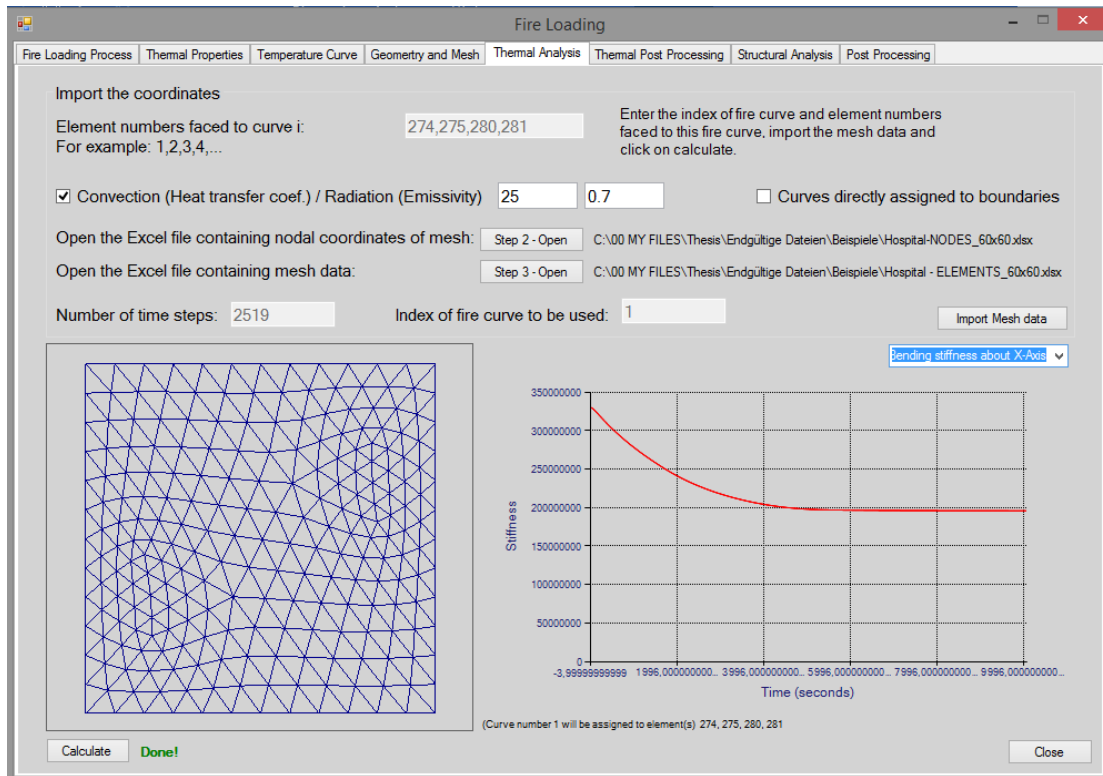 Fire Loading
Fire Loading Process Thermal Properties Temperature Curve Geometry and Mesh Thermal Analysis Thermal Post Processing Structural Analysis Post Processing
Import the coordinates
Element numbers faced to curve i:
For example: 1,2,3,4,...
274,275,280,281
Enter the index of fire curve and element numbers
faced to this fire curve, import the mesh data and
click on calculate.
Convection (Heat transfer coef.) / Radiation (Emissivity) 25 0.7 Curves directly assigned to boundaries
Open the Excel file containing nodal coordinates of mesh: Step 2 - Open C:\00 MY FILES\Thesis\Endgültige Dateien\Beispiele\Hospital-NODES_60x60.xlsx
Open the Excel file containing mesh data: Step 3 - Open C:\00 MY FILES\Thesis\Endgültige Dateien\Beispiele\Hospital - ELEMENTS_60x60.xlsx
Number of time steps: 2519 Index of fire curve to be used: 1
Import Mesh data
Bending stiffness about X-Axis
350000000
300000000
250000000
200000000
150000000
100000000
50000000
0
Stiffness
-3,99999999999 1996,000000000... 3996,000000000... 5996,000000000... 7996,000000000... 9996,000000000...
Time (seconds)
(Curve number 1 will be assigned to element(s) 274, 275, 280, 281
Calculate Done! Close